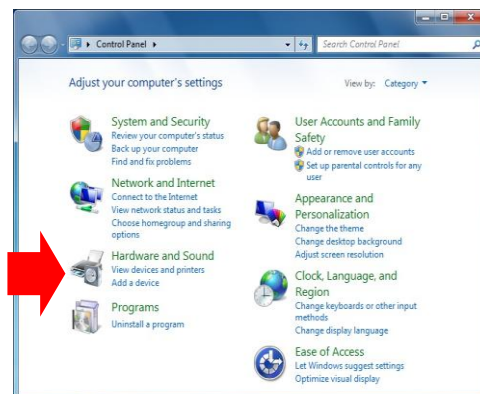 Control Panel
Search Control Panel
Adjust your computer's settings
View by: Category
System and Security
Review your computer's status
Back up your computer
Find and fix problems
Network and Internet
Connect to the Internet
View network status and tasks
Choose homegroup and sharing
options
Hardware and Sound
View devices and printers
Add a device
Programs
Uninstall a program
User Accounts and Family
Safety
Add or remove user accounts
Set up parental controls for any
user
Appearance and
Personalization
Change the theme
Change desktop background
Adjust screen resolution
Clock, Language, and
Region
Change keyboards or other input
methods
Change display language
Ease of Access
Let Windows suggest settings
Optimize visual display